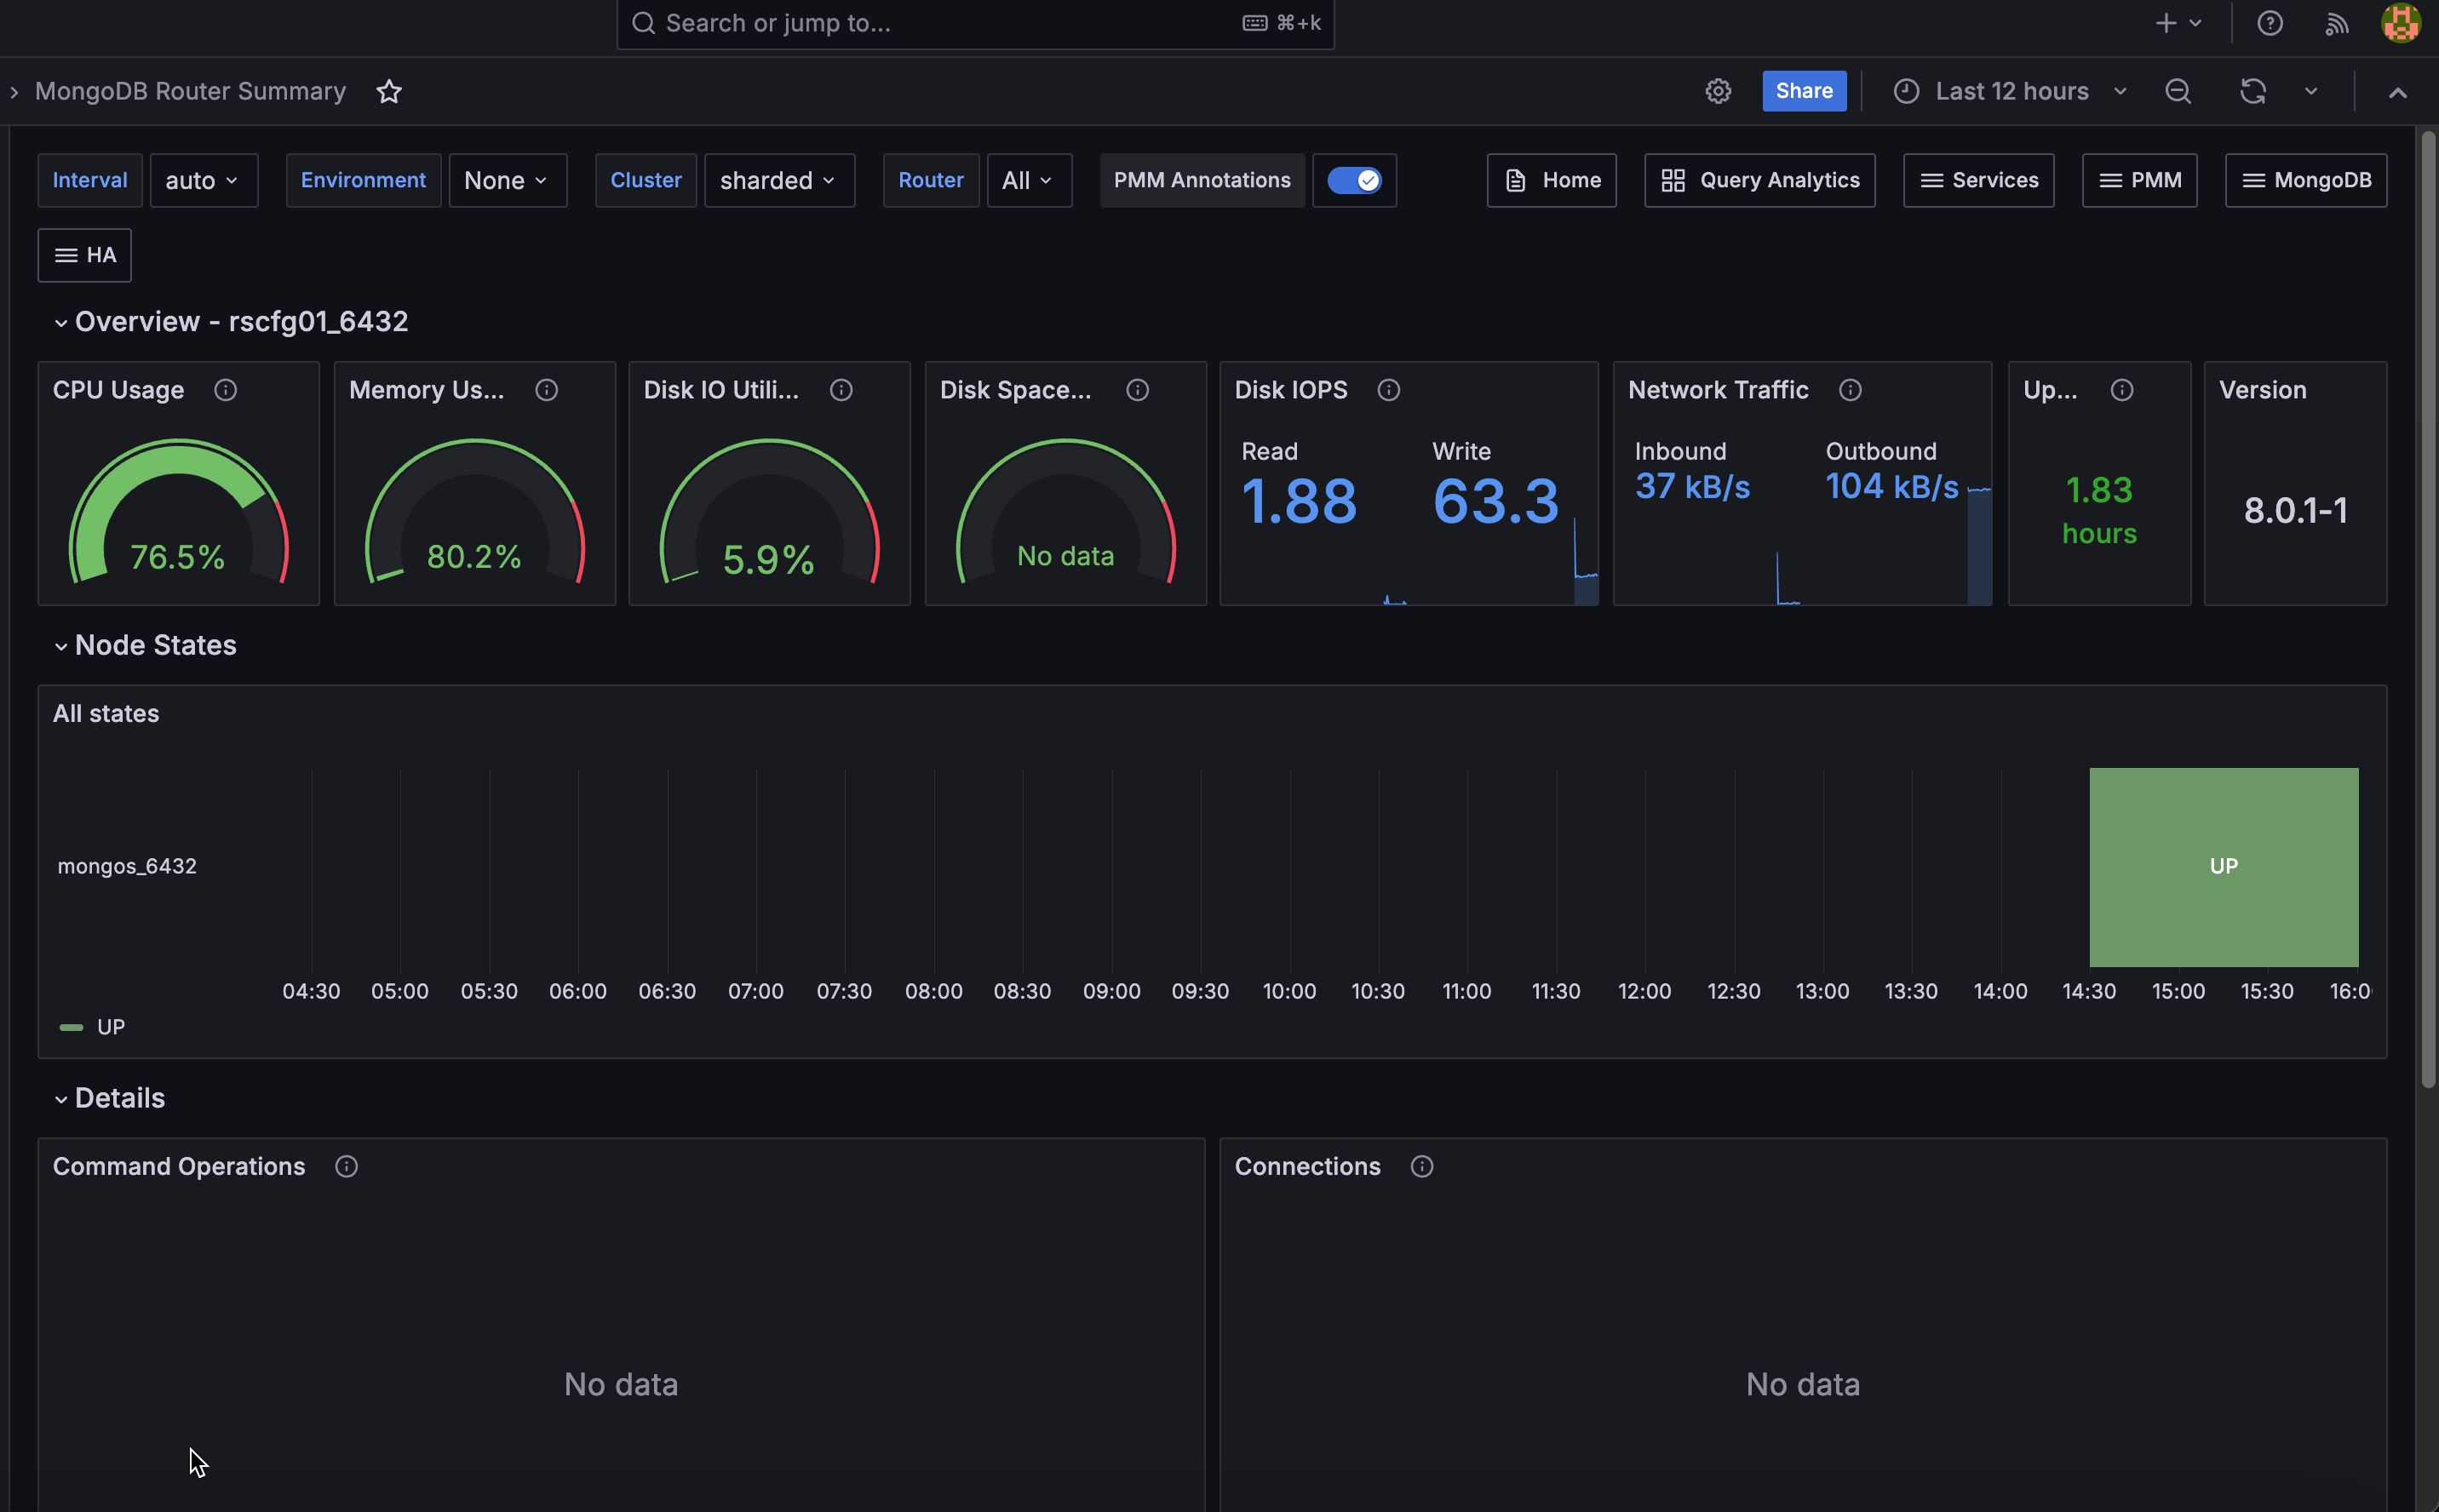 Search or jump to... ⌘+k
MongoDB Router Summary Share Last 12 hours
Interval auto Environment None Cluster sharded Router All PMM Annotations Home Query Analytics Services PMM MongoDB
HA
Overview - rscfg01_6432
CPU Usage Memory Us... Disk IO Utili... Disk Space... Disk IOPS Network Traffic Up... Version
Read Write Inbound Outbound
1.88 63.3 37 kB/s 104 kB/s
76.5% 80.2% 5.9% No data 1.83 hours 8.0.1-1
Node States
All states
mongos_6432 UP
04:30 05:00 05:30 06:00 06:30 07:00 07:30 08:00 08:30 09:00 09:30 10:00 10:30 11:00 11:30 12:00 12:30 13:00 13:30 14:00 14:30 15:00 15:30 16:0
UP
Details
Command Operations Connections
No data No data